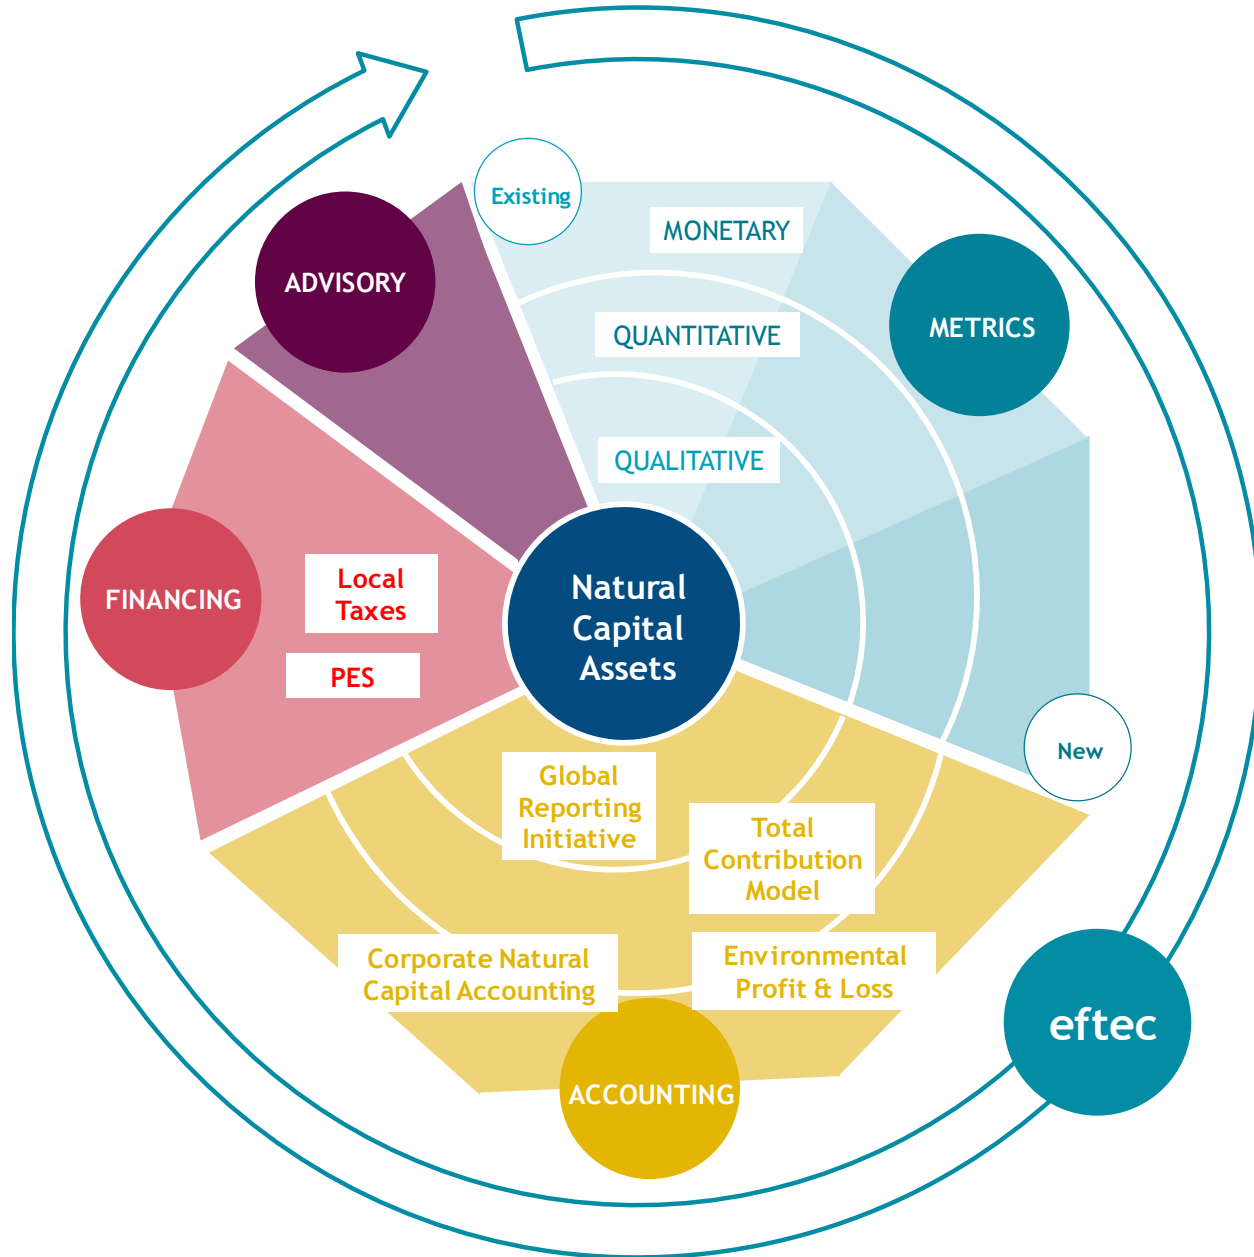 Existing
MONETARY
ADVISORY
METRICS
QUANTITATIVE
QUALITATIVE
Natural
Capital
Assets
FINANCING
Local
Taxes
PES
New
Global
Reporting
Initiative
Total
Contribution
Model
Corporate Natural
Capital Accounting
Environmental
Profit & Loss
eftec
ACCOUNTING